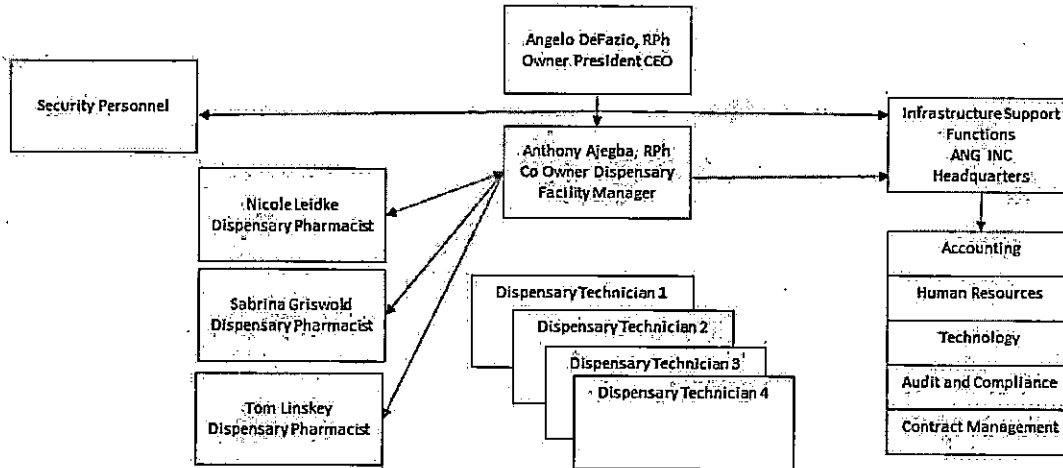 Angelo DeFazio, RPh
Owner President CEO
Security Personnel
Infrastructure Support
Functions
ANG INC
Headquarters
Anthony Ajegba, RPh
Co Owner Dispensary
Facility Manager
Nicole Leidke
Dispensary Pharmacist
Sabrina Griswold
Dispensary Pharmacist
Tom Linskey
Dispensary Pharmacist
Dispensary Technician 1
Dispensary Technician 2
Dispensary Technician 3
Dispensary Technician 4
Accounting
Human Resources
Technology
Audit and Compliance
Contract Management